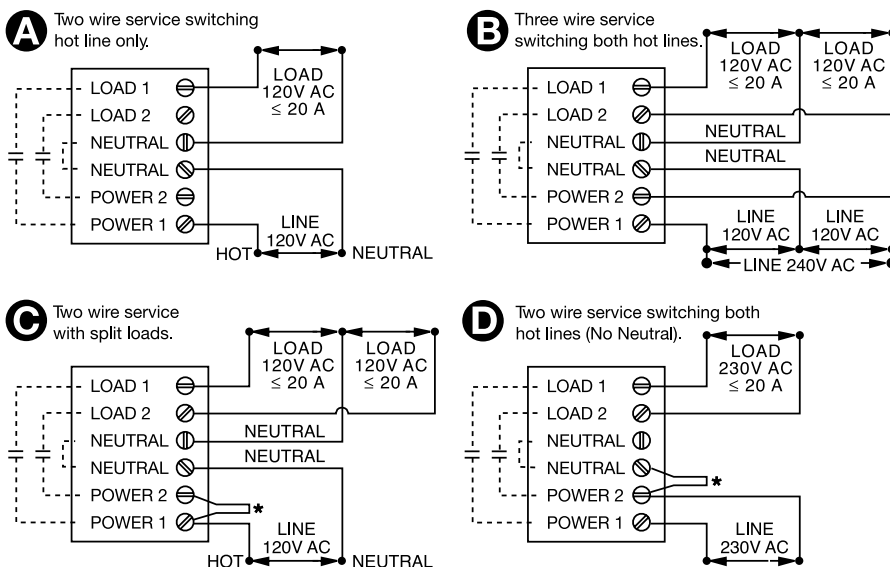 A Two wire service switching
hot line only.
LOAD 1
LOAD 2
NEUTRAL
NEUTRAL
POWER 2
POWER 1
LOAD
120V AC
≤ 20 A
LINE
120V AC
HOT
NEUTRAL
B Three wire service
switching both hot lines.
LOAD 1
LOAD 2
NEUTRAL
NEUTRAL
POWER 2
POWER 1
LOAD
120V AC
≤ 20 A
LOAD
120V AC
≤ 20 A
NEUTRAL
NEUTRAL
LINE
120V AC
LINE
120V AC
LINE 240V AC
C Two wire service
with split loads.
LOAD 1
LOAD 2
NEUTRAL
NEUTRAL
POWER 2
POWER 1
LOAD
120V AC
≤ 20 A
LOAD
120V AC
≤ 20 A
NEUTRAL
NEUTRAL
*
LINE
120V AC
HOT
NEUTRAL
D Two wire service switching both
hot lines (No Neutral).
LOAD 1
LOAD 2
NEUTRAL
NEUTRAL
POWER 2
POWER 1
LOAD
230V AC
≤ 20 A
*
LINE
230V AC